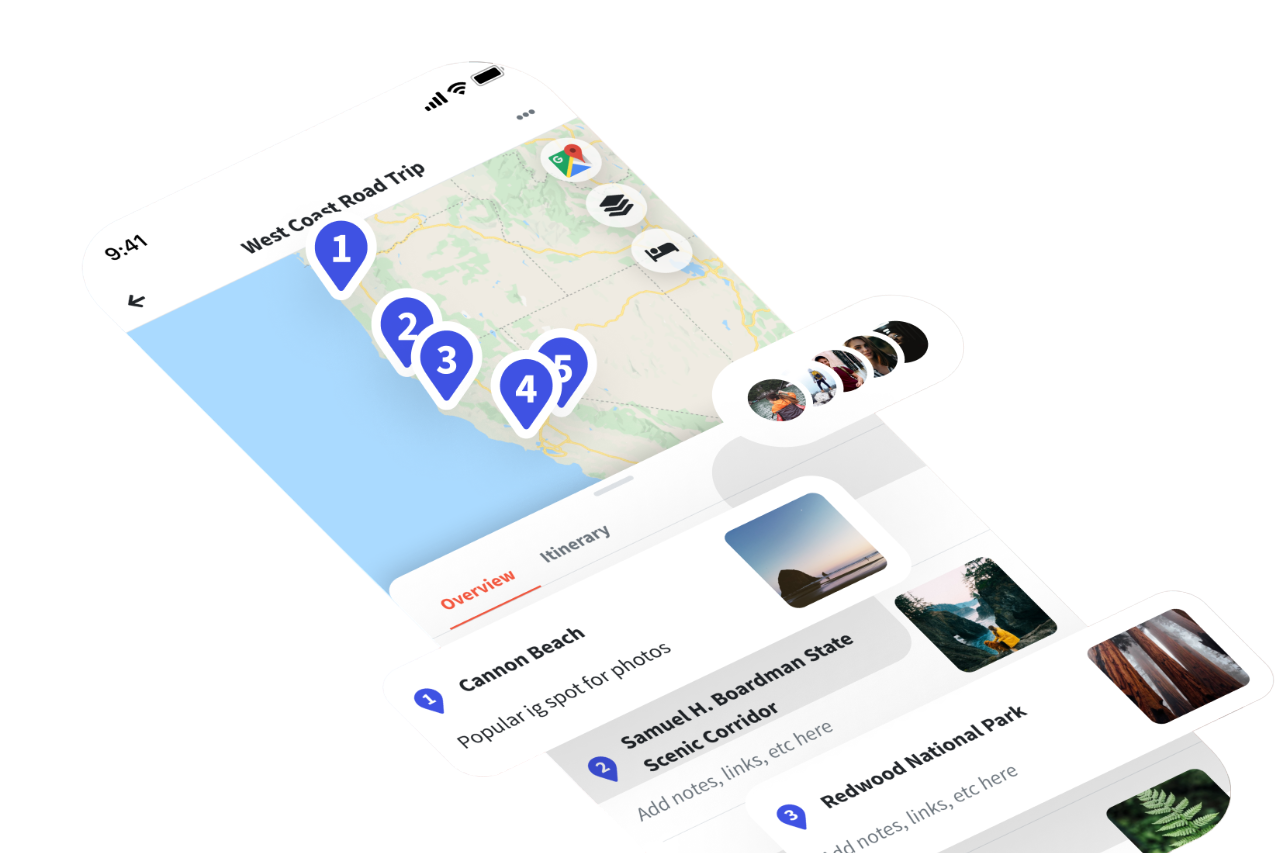 9:41
West Coast Road Trip
G
1
2
3
4
5
Overview
Itinerary
1
Cannon Beach
Popular ig spot for photos
2
Samuel H. Boardman State
Scenic Corridor
Add notes, links, etc here
3
Redwood National Park
dd notes, links, etc here